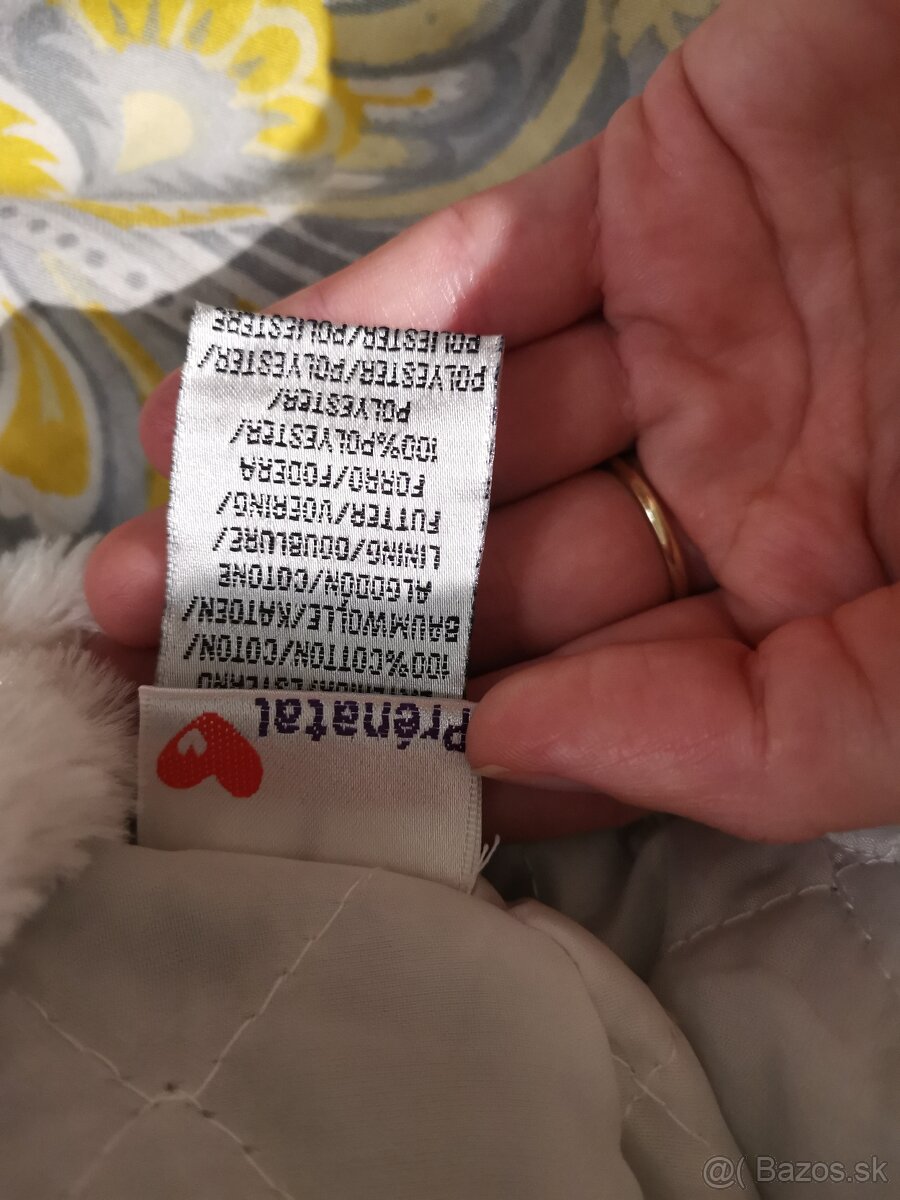 Prénatal
100%COTTON/COTON/
BAUMWOLLE/KATOEN/
ALGODÓN/COTONE
LINING/DOUBLURE/
FUTTER/VOERING/
FORRO/FODERA
100%POLYESTER/
POLYESTER/
POLYESTER/POLYESTER/
POLIESTER/POLIESTERE
@( Bazos.sk